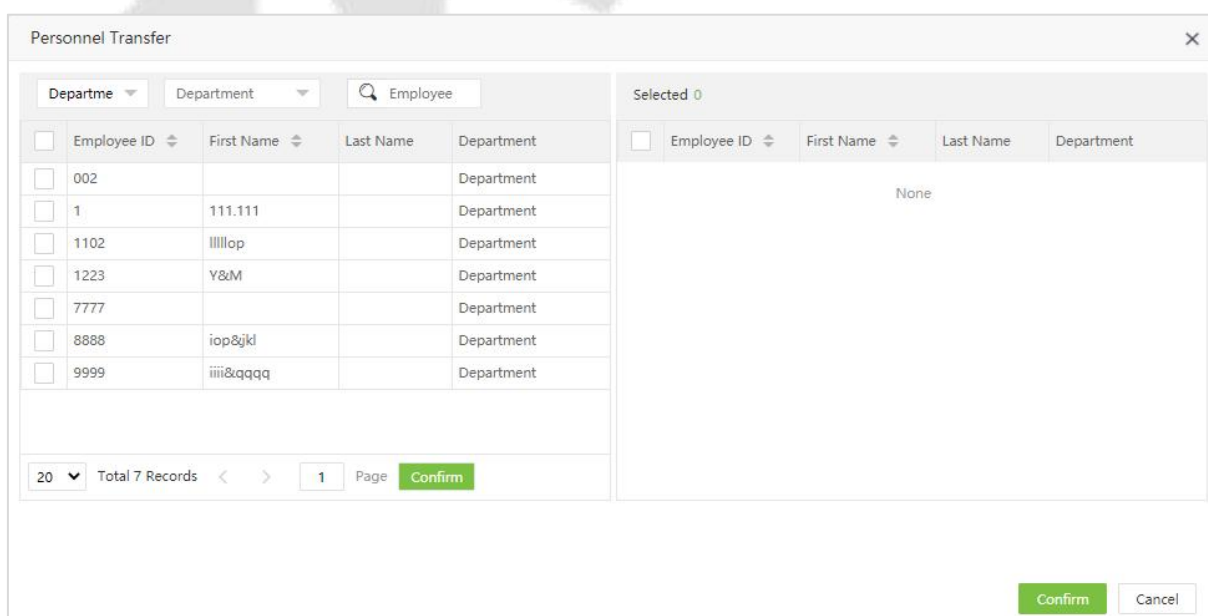 Personnel Transfer
Departme Department Employee
Selected 0
Employee ID First Name Last Name Department
Employee ID First Name Last Name Department
002 Department
None
1 111.111 Department
1102 lllllop Department
1223 Y&M Department
7777 Department
8888 iop&jkl Department
9999 iiii&qqqq Department
20 Total 7 Records < > 1 Page Confirm
Confirm Cancel